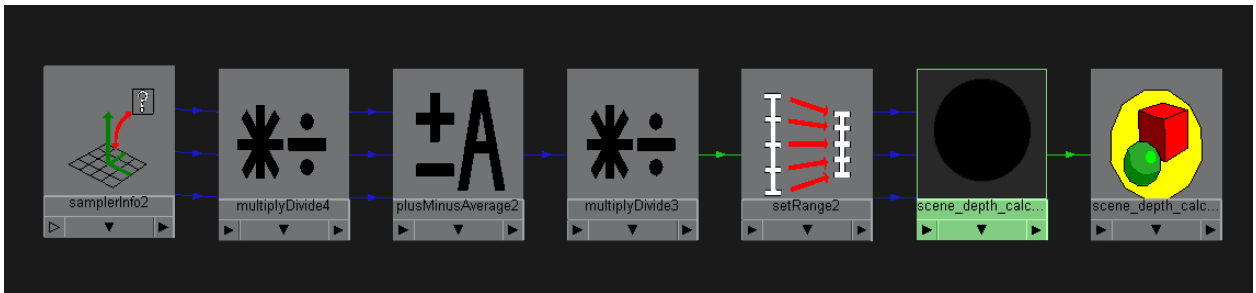 samplerInfo2
multiplyDivide4
plusMinusAverage2
multiplyDivide3
setRange2
scene_depth_calc...
scene_depth_calc...